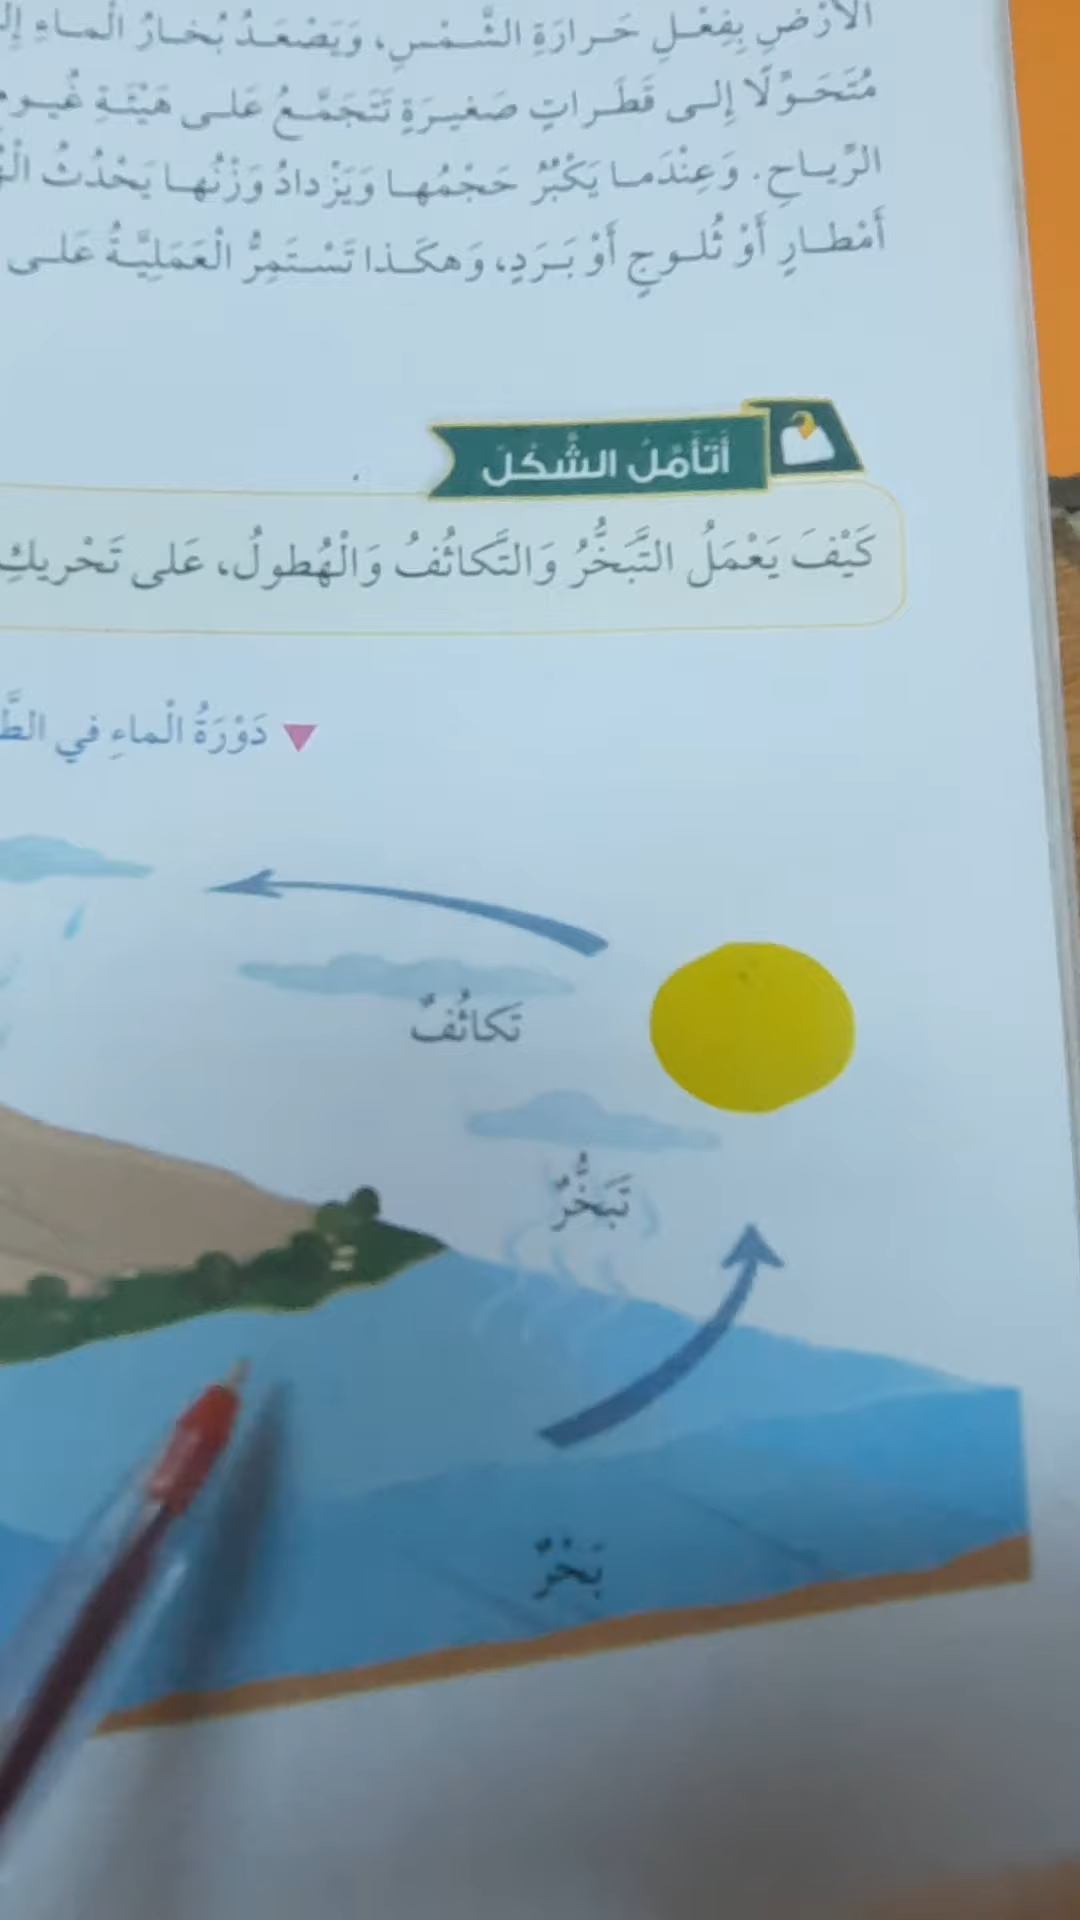 الْأَرْضِ بِفِعْلِ حَرارَةِ الشَّمْسِ، وَيَصْعَدُ بُخارُ الْماءِ
مُتَحَوِّلًا إِلى قَطَراتٍ صَغيرَةٍ تَتَجَمَّعُ عَلى هَيْئَةِ
الرِّياحِ. وَعِنْدَما يَكْبُرُ حَجْمُها وَيَزْدادُ وَزْنُها يَحْدُثُ
أَمْطارٍ أَوْ ثُلوجٍ أَوْ بَرَدٍ، وَهكَذا تَسْتَمِرُّ الْعَمَلِيَّةُ عَلى
أَتَأَمَّلُ الشَّكْلَ
كَيْفَ يَعْمَلُ التَّبَخُّرُ وَالتَّكاثُفُ وَالْهُطولُ، عَلى تَحْريكِ
دَوْرَةُ الْماءِ في
تَكاثُفٌ
تَبَخُّرٌ
بَحْرٌ